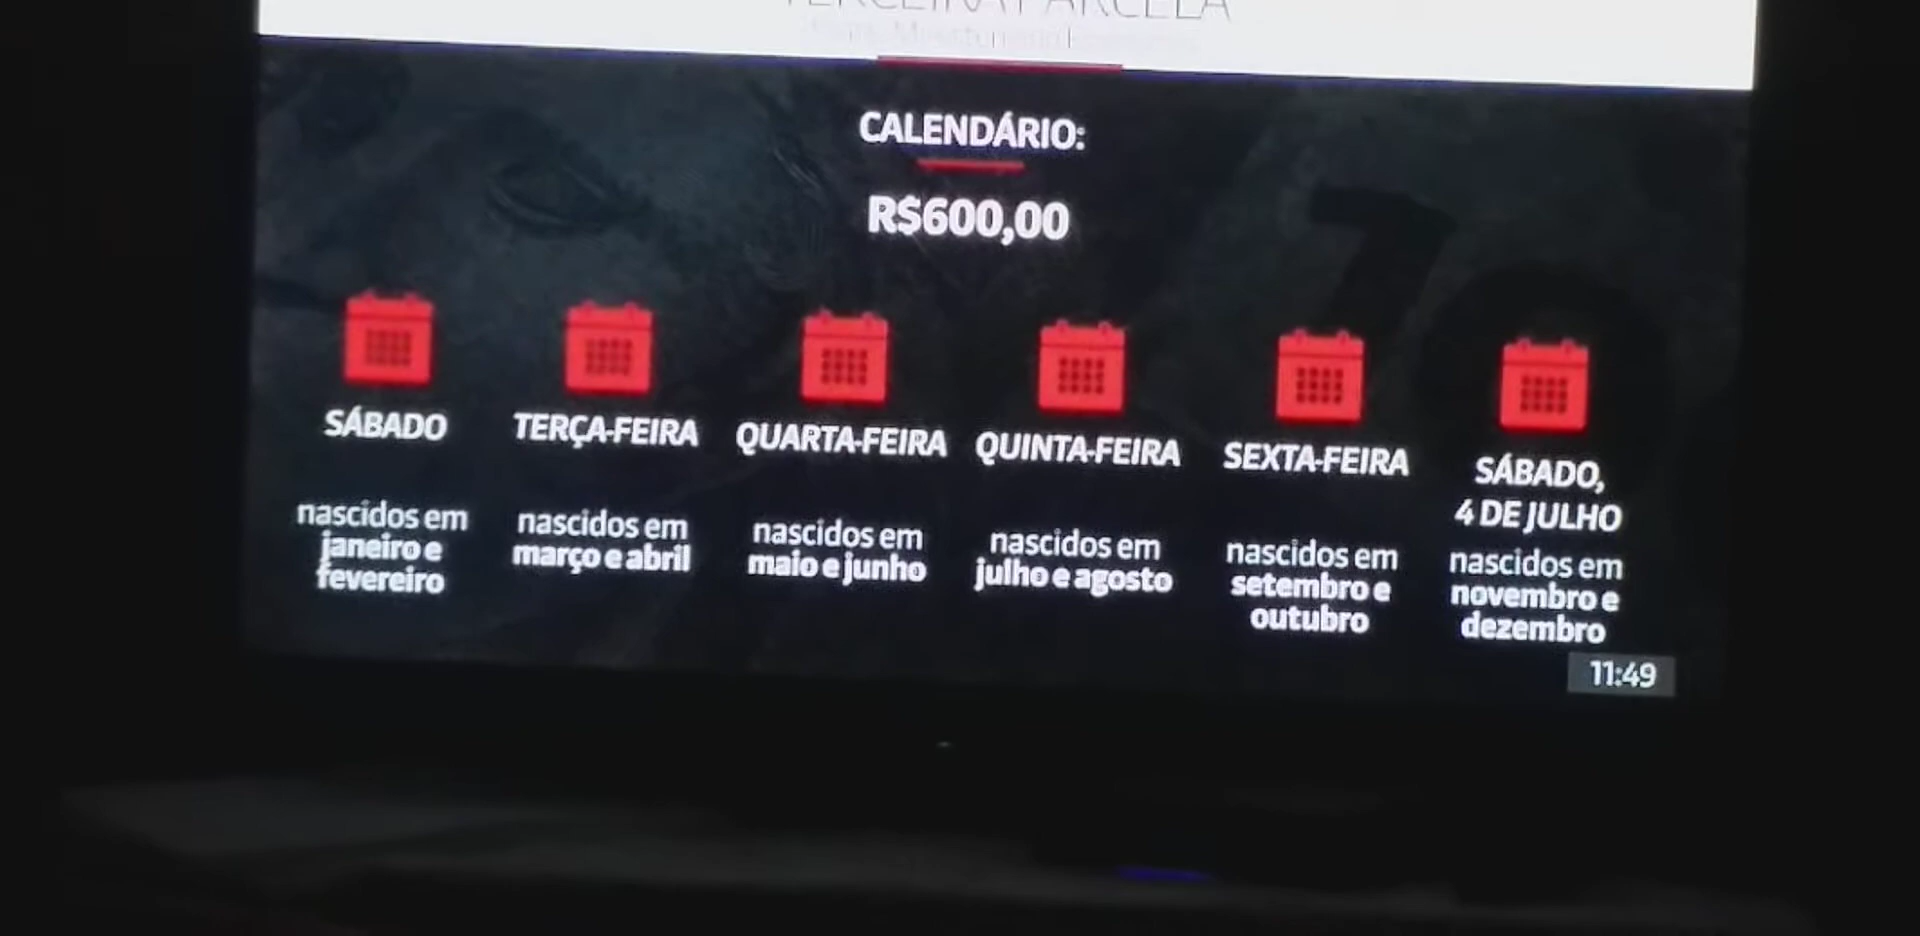 TERCEIRA PARCELA
CALENDÁRIO:
R$600,00
SÁBADO
nascidos em
janeiro e
fevereiro
TERÇA-FEIRA
nascidos em
março e abril
QUARTA-FEIRA
nascidos em
maio e junho
QUINTA-FEIRA
nascidos em
julho e agosto
SEXTA-FEIRA
nascidos em
setembro e
outubro
SÁBADO,
4 DE JULHO
nascidos em
novembro e
dezembro
11:49